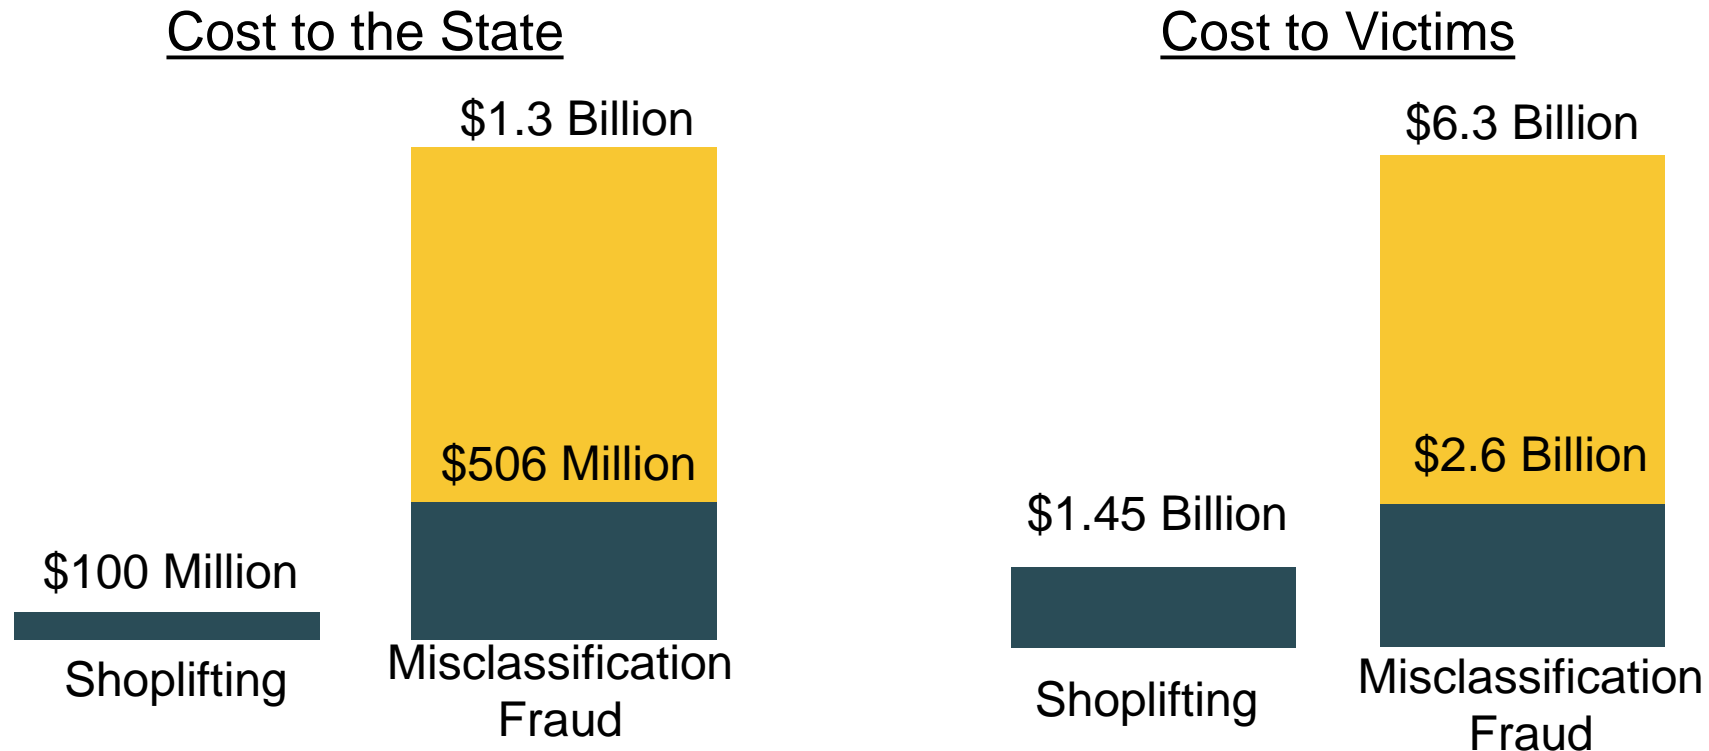 Cost to the State
$1.3 Billion
$506 Million
$100 Million
Shoplifting
Misclassification
Fraud
Cost to Victims
$6.3 Billion
$2.6 Billion
$1.45 Billion
Shoplifting
Misclassification
Fraud